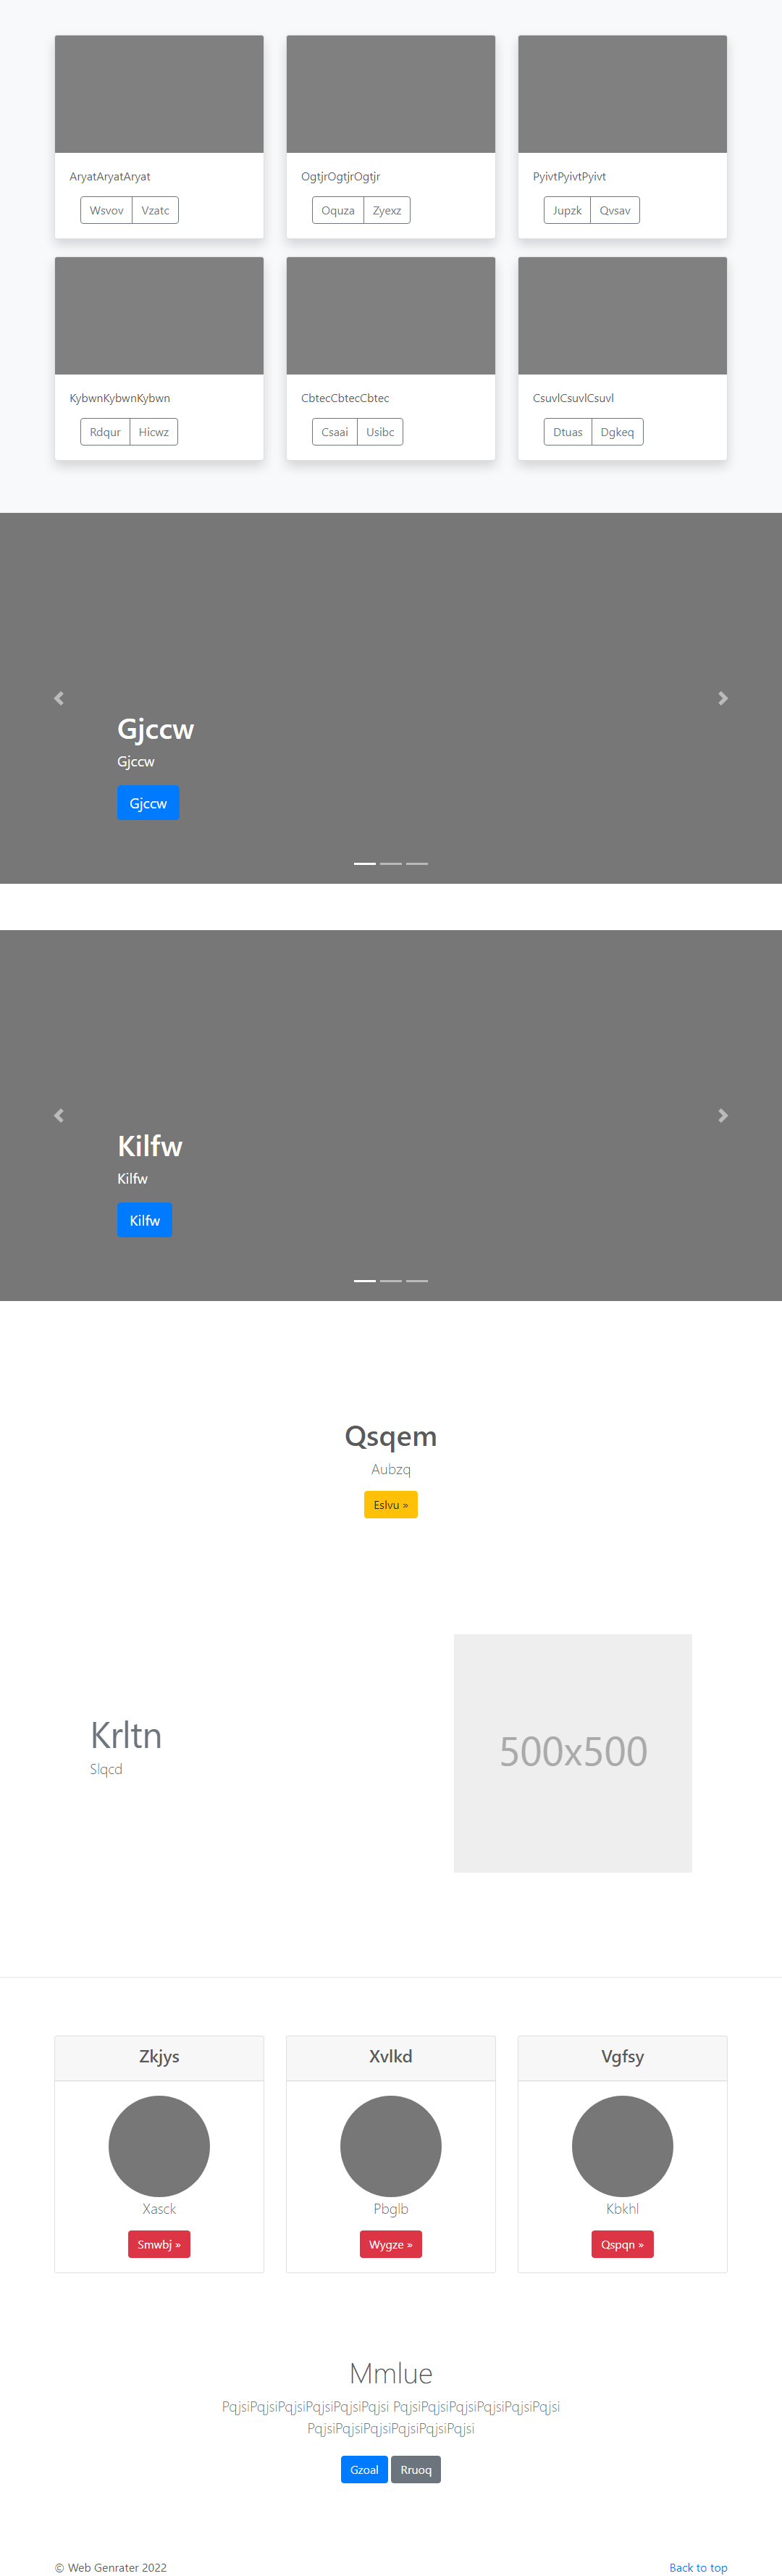 AryatAryatAryat
Wsvov Vzatc
OgtjrOgtjrOgtjr
Oquza Zyexz
PyivtPyivtPyivt
Jupzk Qvsav
KybwnKybwnKybwn
Rdqur Hicwz
CbtecCbtecCbtec
Csaai Usibc
CsuvlCsuvlCsuvl
Dtuas Dgkeq
Gjccw
Gjccw
Gjccw
Kilfw
Kilfw
Kilfw
Qsqem
Aubzq
Eslvu »
Krltn
Slqcd
500x500
Zkjys
Xasck
Smwbj »
Xvlkd
Pbglb
Wygze »
Vgfsy
Kbkhl
Qspqn »
Mmlue
PqjsiPqjsiPqjsiPqjsiPqjsiPqjsi PqjsiPqjsiPqjsiPqjsiPqjsiPqjsi
PqjsiPqjsiPqjsiPqjsiPqjsiPqjsi
Gzoal Rruoq
© Web Genrater 2022
Back to top